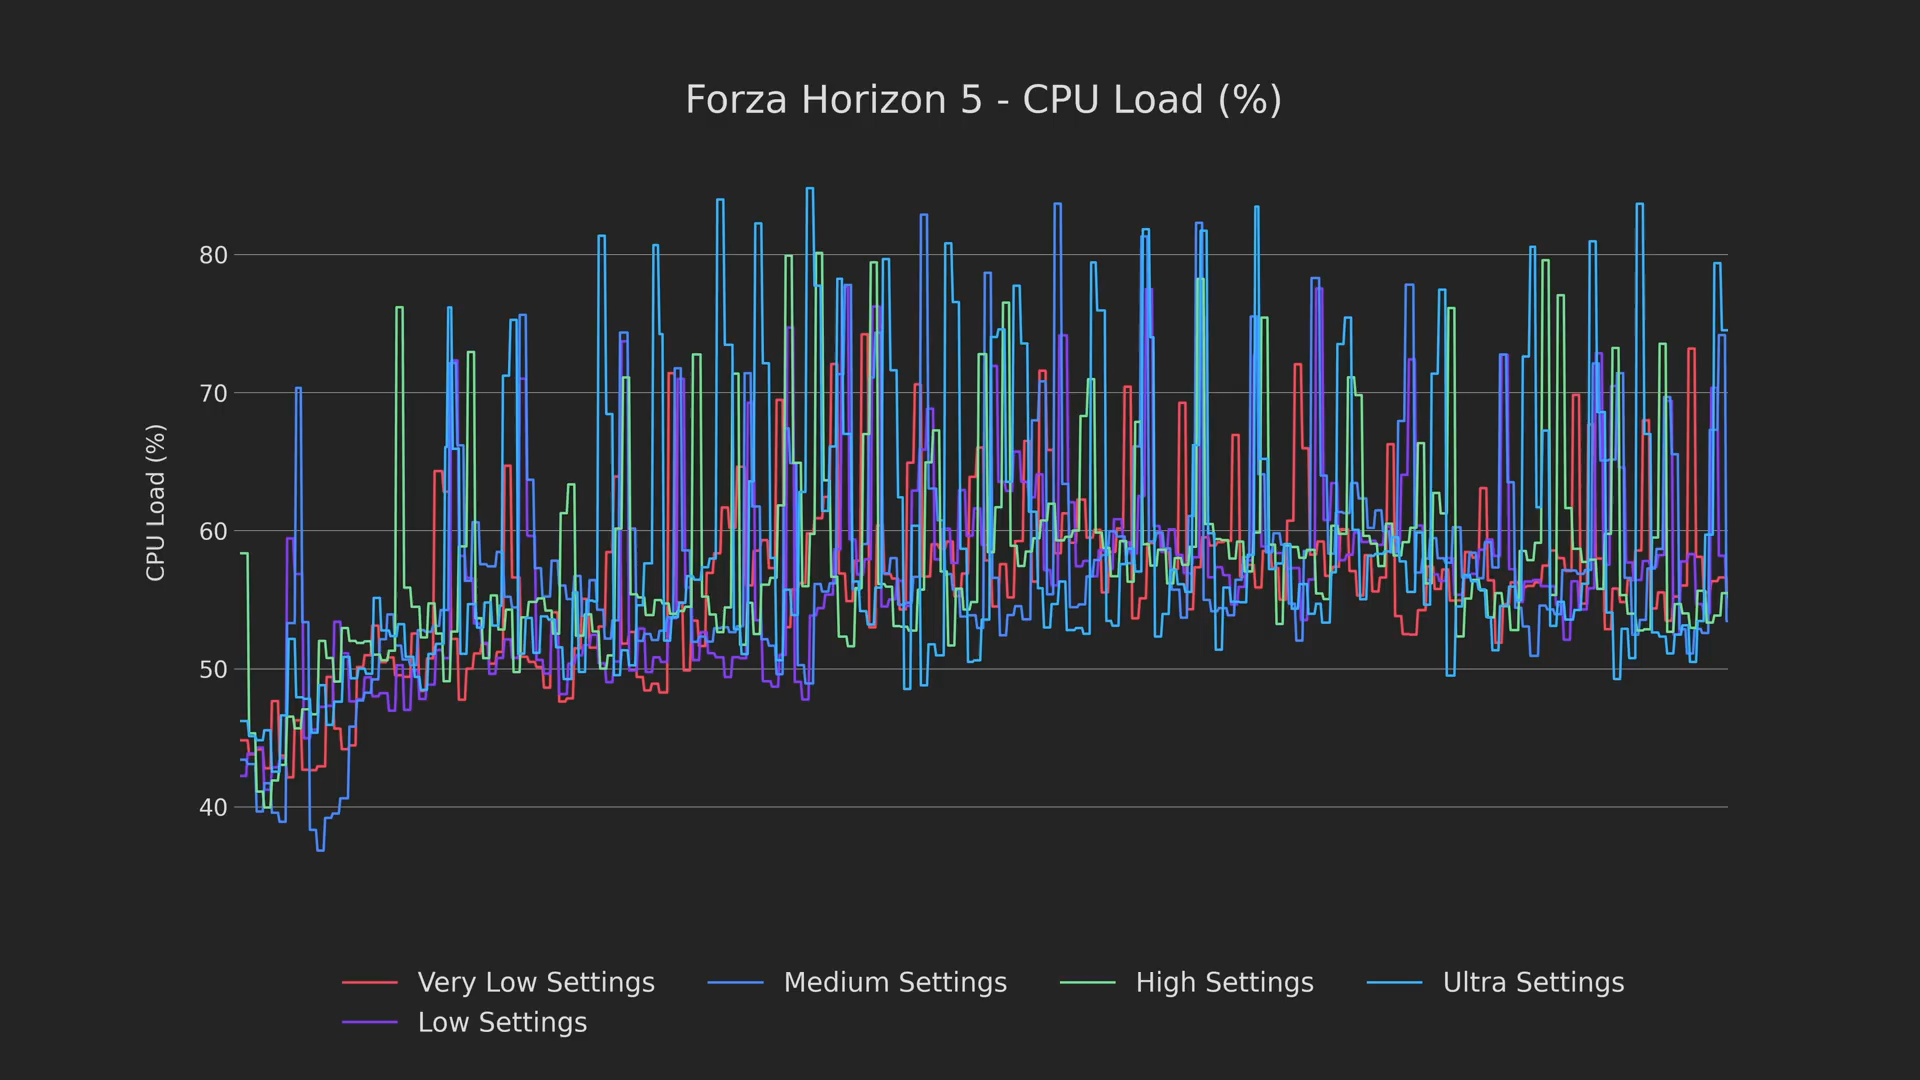 Forza Horizon 5 - CPU Load (%)
80
70
60
50
40
CPU Load (%)
Very Low Settings
Medium Settings
High Settings
Ultra Settings
Low Settings